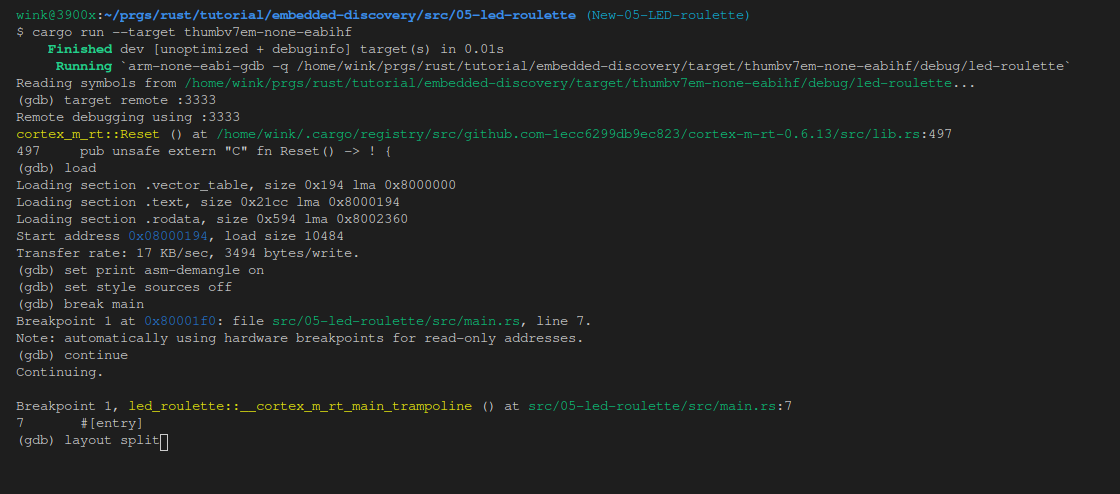 wink@3900x:~/prgs/rust/tutorial/embedded-discovery/src/05-led-roulette (New-05-LED-roulette)
$ cargo run --target thumbv7em-none-eabihf
    Finished dev [unoptimized + debuginfo] target(s) in 0.01s
     Running `arm-none-eabi-gdb -q /home/wink/prgs/rust/tutorial/embedded-discovery/target/thumbv7em-none-eabihf/debug/led-roulette`
Reading symbols from /home/wink/prgs/rust/tutorial/embedded-discovery/target/thumbv7em-none-eabihf/debug/led-roulette...
(gdb) target remote :3333
Remote debugging using :3333
cortex_m_rt::Reset () at /home/wink/.cargo/registry/src/github.com-1ecc6299db9ec823/cortex-m-rt-0.6.13/src/lib.rs:497
497     pub unsafe extern "C" fn Reset() -> ! {
(gdb) load
Loading section .vector_table, size 0x194 lma 0x8000000
Loading section .text, size 0x21cc lma 0x8000194
Loading section .rodata, size 0x594 lma 0x8002360
Start address 0x08000194, load size 10484
Transfer rate: 17 KB/sec, 3494 bytes/write.
(gdb) set print asm-demangle on
(gdb) set style sources off
(gdb) break main
Breakpoint 1 at 0x80001f0: file src/05-led-roulette/src/main.rs, line 7.
Note: automatically using hardware breakpoints for read-only addresses.
(gdb) continue
Continuing.

Breakpoint 1, led_roulette::__cortex_m_rt_main_trampoline () at src/05-led-roulette/src/main.rs:7
7       #[entry]
(gdb) layout split